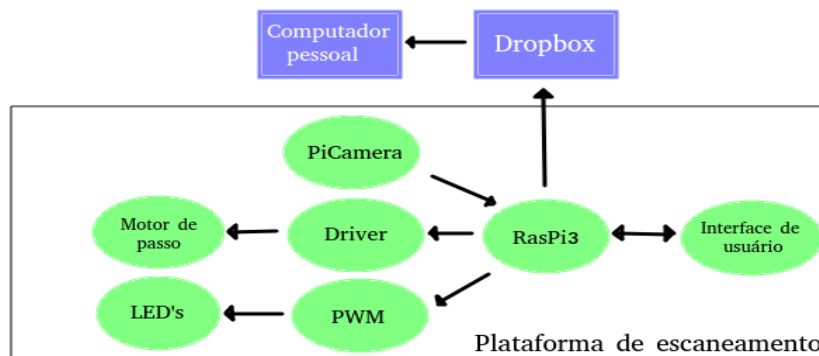 Computador
pessoal
Dropbox
PiCamera
Motor de
passo
Driver
RasPi3
Interface de
usuário
LED's
PWM
Plataforma de escaneamento